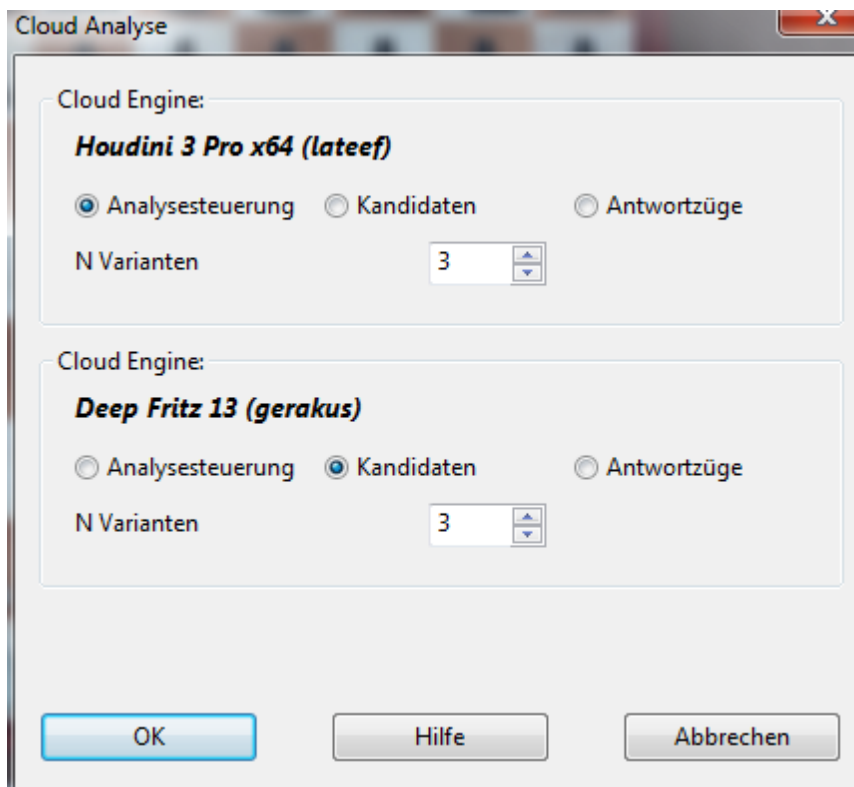 Cloud Analyse
Cloud Engine:
Houdini 3 Pro x64 (lateef)
Analysesteuerung Kandidaten Antwortzüge
N Varianten 3
Cloud Engine:
Deep Fritz 13 (gerakus)
Analysesteuerung Kandidaten Antwortzüge
N Varianten 3
OK Hilfe Abbrechen